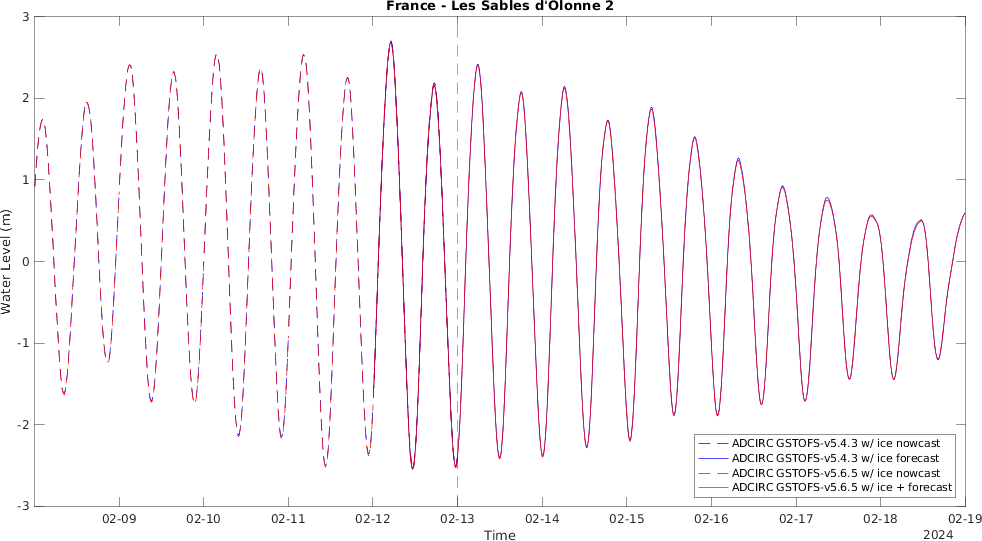 France - Les Sables d'Olonne 2
3
2
1
0
-1
-2
-3
Water Level (m)
ADCIRC GSTOFS-v5.4.3 w/ ice nowcast
ADCIRC GSTOFS-v5.4.3 w/ ice forecast
ADCIRC GSTOFS-v5.6.5 w/ ice nowcast
ADCIRC GSTOFS-v5.6.5 w/ ice + forecast
02-09 02-10 02-11 02-12 02-13 02-14 02-15 02-16 02-17 02-18 02-19
Time
2024